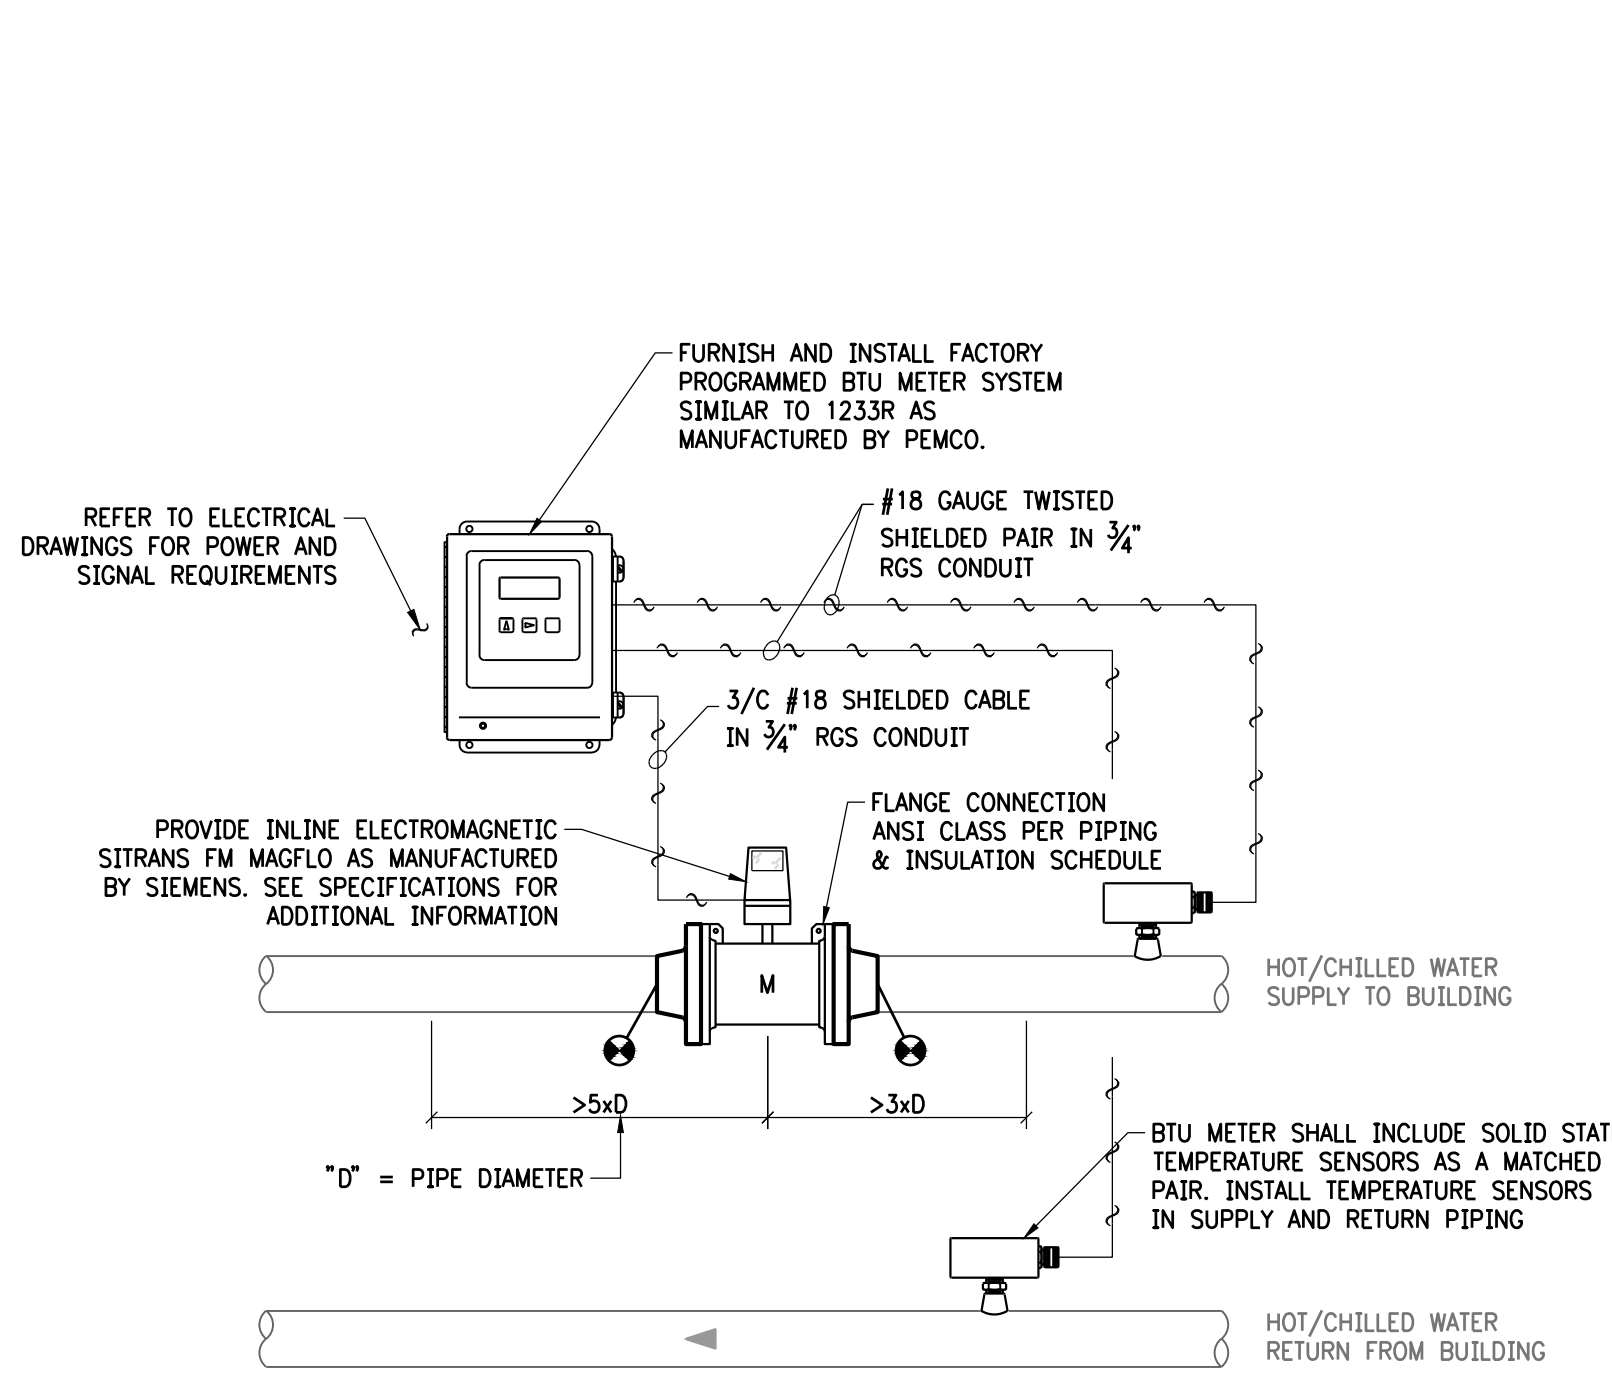 FURNISH AND INSTALL FACTORY
PROGRAMMED BTU METER SYSTEM
SIMILAR TO 1233R AS
MANUFACTURED BY PEMCO.
REFER TO ELECTRICAL
DRAWINGS FOR POWER AND
SIGNAL REQUIREMENTS
#18 GAUGE TWISTED
SHIELDED PAIR IN 3/4"
RGS CONDUIT
3/C #18 SHIELDED CABLE
IN 3/4" RGS CONDUIT
PROVIDE INLINE ELECTROMAGNETIC
SITRANS FM MAGFLO AS MANUFACTURED
BY SIEMENS. SEE SPECIFICATIONS FOR
ADDITIONAL INFORMATION
FLANGE CONNECTION
ANSI CLASS PER PIPING
& INSULATION SCHEDULE
M
HOT/CHILLED WATER
SUPPLY TO BUILDING
>5xD
>3xD
"D" = PIPE DIAMETER
BTU METER SHALL INCLUDE SOLID STAT
TEMPERATURE SENSORS AS A MATCHED
PAIR. INSTALL TEMPERATURE SENSORS
IN SUPPLY AND RETURN PIPING
HOT/CHILLED WATER
RETURN FROM BUILDING